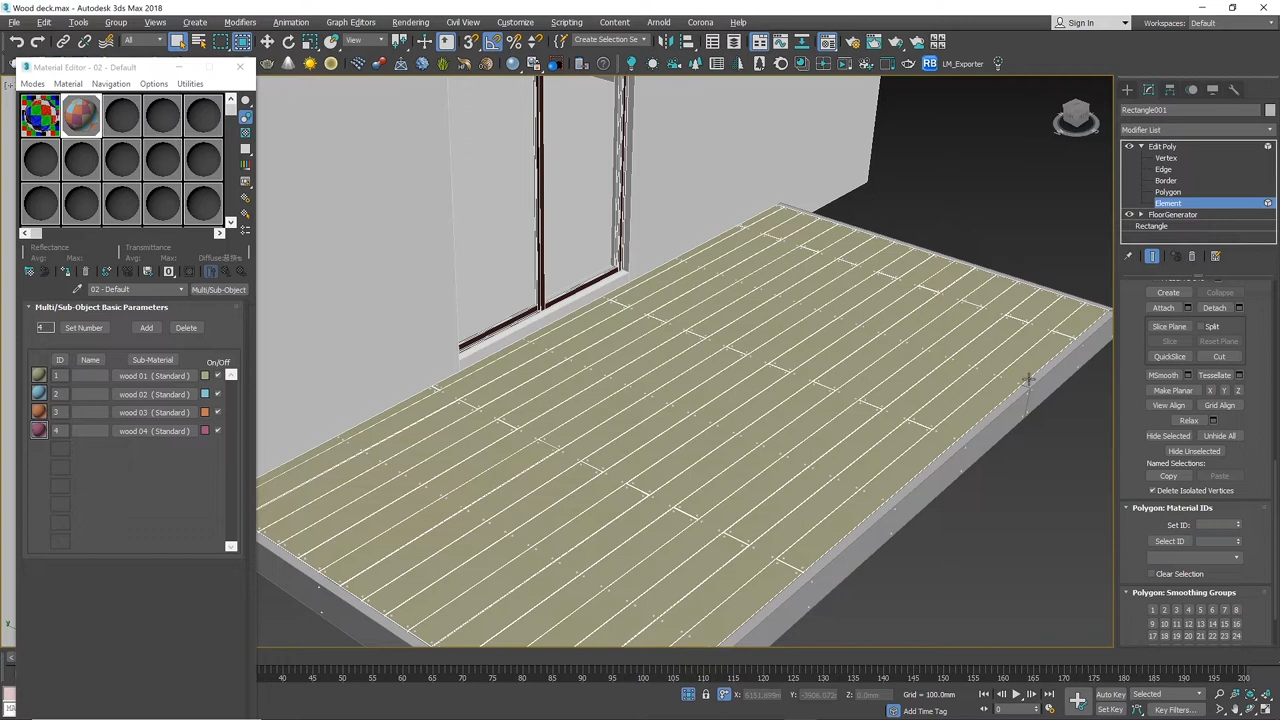 Wood deck.max - Autodesk 3ds Max 2018
File Edit Tools Group Views Create Modifiers Animation Graph Editors Rendering Civil View Customize Scripting Content Arnold Corona Help
Sign In Workspaces: Default
All View Create Selection Se
RB LM_Exporter
Material Editor - 02 - Default
Modes Material Navigation Options Utilities
Reflectance Transmittance
Avg: Max: Avg: Max:
02 - Default Multi/Sub-Object
Multi/Sub-Object Basic Parameters
4 Set Number Add Delete
ID Name Sub-Material On/Off
1 wood 01 ( Standard )
2 wood 02 ( Standard )
3 wood 03 ( Standard )
4 wood 04 ( Standard )
Rectangle001
Modifier List
Edit Poly
Vertex
Edge
Border
Polygon
Element
FloorGenerator
Rectangle
Create Collapse
Attach Detach
Slice Plane Split
Slice Reset Plane
QuickSlice Cut
MSmooth Tessellate
Make Planar X Y Z
View Align Grid Align
Relax
Hide Selected Unhide All
Hide Unselected
Named Selections:
Copy Paste
Delete Isolated Vertices
Polygon: Material IDs
Set ID:
Select ID
Clear Selection
Polygon: Smoothing Groups
1 2 3 4 5 6 7 8
9 10 11 12 13 14 15 16
17 18 19 20 21 22 23 24
40 45 50 55 60 65 70 75 80 85 90 95 100 105 110 115 120 125 130 135 140 145 150 155 160 165 170 175 180 185 190 195 200
Grid = 100.0mm
Auto Key Selected
Add Time Tag
0 Set Key Key Filters...